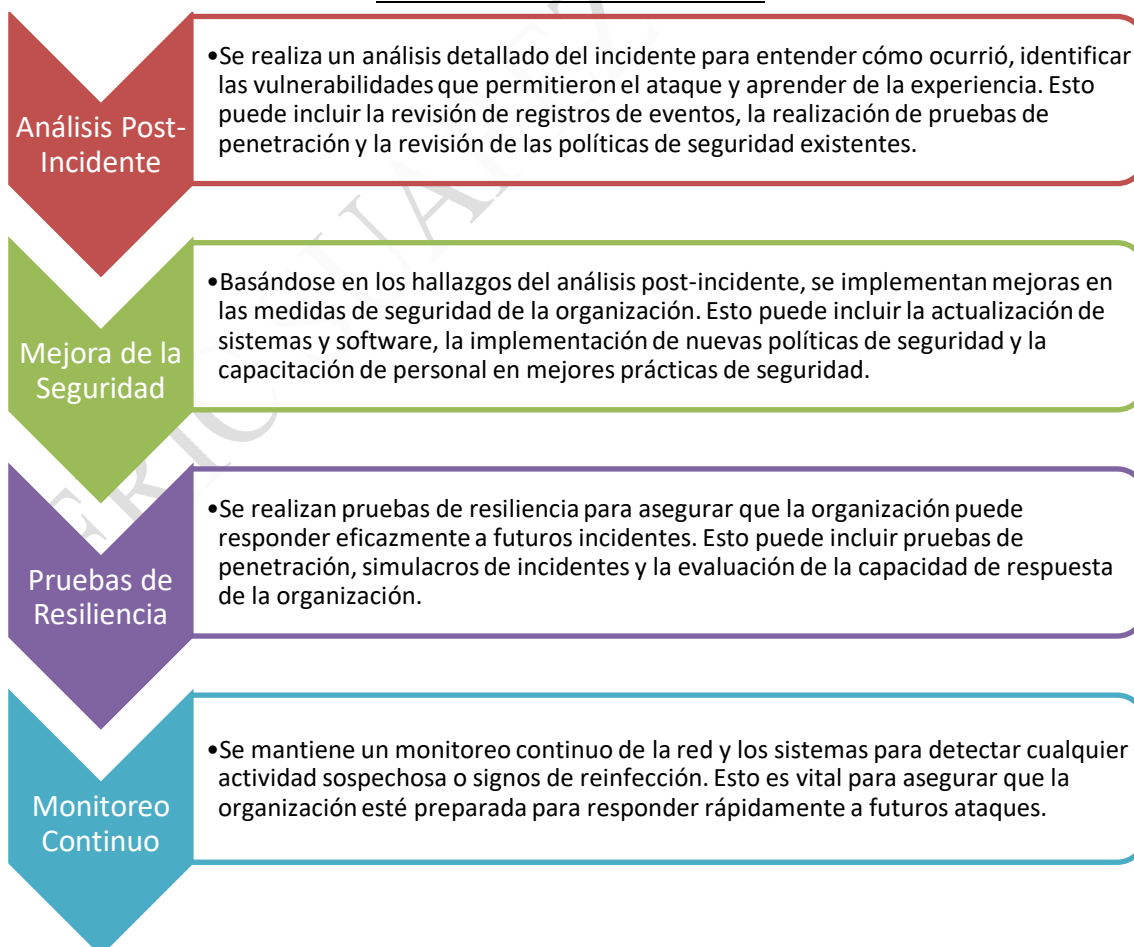 Análisis Post-
Incidente
•Se realiza un análisis detallado del incidente para entender cómo ocurrió, identificar
las vulnerabilidades que permitieron el ataque y aprender de la experiencia. Esto
puede incluir la revisión de registros de eventos, la realización de pruebas de
penetración y la revisión de las políticas de seguridad existentes.
Mejora de la
Seguridad
•Basándose en los hallazgos del análisis post-incidente, se implementan mejoras en
las medidas de seguridad de la organización. Esto puede incluir la actualización de
sistemas y software, la implementación de nuevas políticas de seguridad y la
capacitación de personal en mejores prácticas de seguridad.
Pruebas de
Resiliencia
•Se realizan pruebas de resiliencia para asegurar que la organización puede
responder eficazmente a futuros incidentes. Esto puede incluir pruebas de
penetración, simulacros de incidentes y la evaluación de la capacidad de respuesta
de la organización.
Monitoreo
Continuo
•Se mantiene un monitoreo continuo de la red y los sistemas para detectar cualquier
actividad sospechosa o signos de reinfección. Esto es vital para asegurar que la
organización esté preparada para responder rápidamente a futuros ataques.